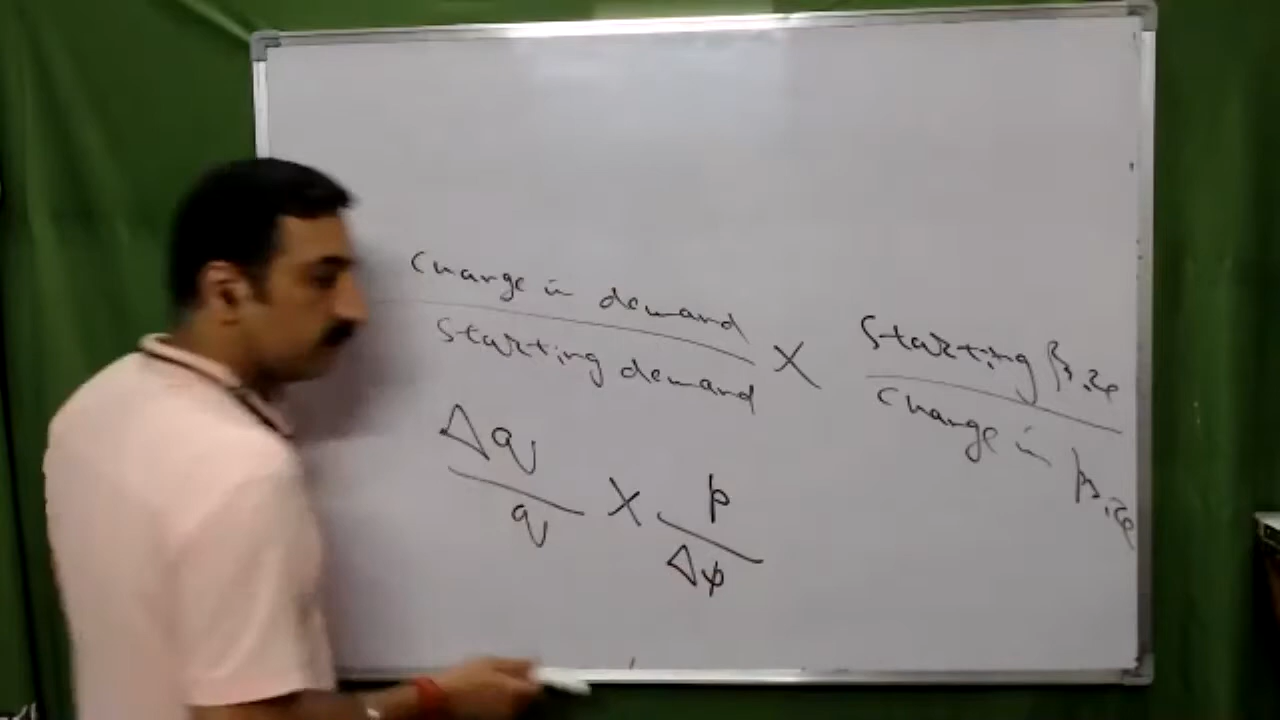 Change in demand
starting demand
X
Starting Price
Change in Price
Δq
q
X
p
Δp